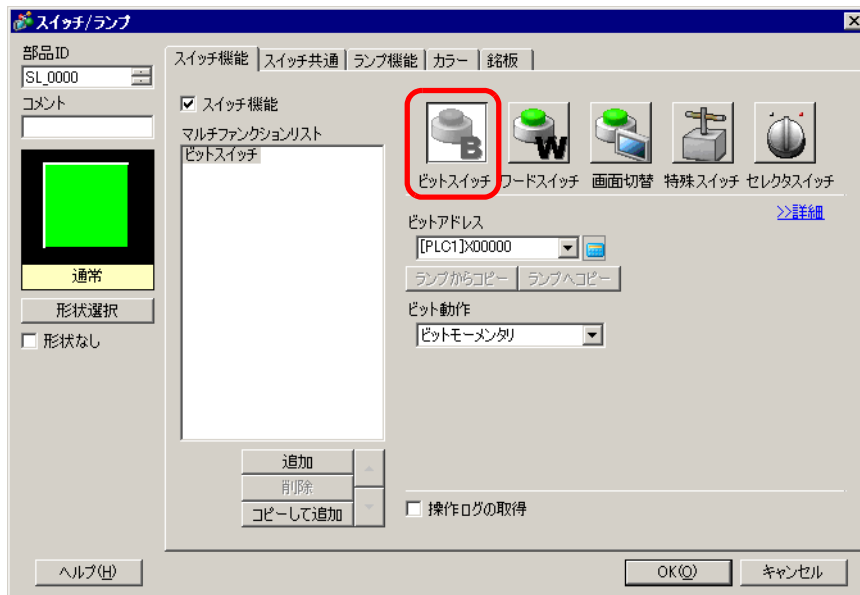 スイッチ/ランプ
部品ID
SL_0000
コメント
通常
形状選択
形状なし
スイッチ機能 スイッチ共通 ランプ機能 カラー 銘板
スイッチ機能
マルチファンクションリスト
ビットスイッチ
追加
削除
コピーして追加
B W
ビットスイッチ ワードスイッチ 画面切替 特殊スイッチ セレクタスイッチ
>>詳細
ビットアドレス
[PLC1]X00000
ランプからコピー ランプへコピー
ビット動作
ビットモーメンタリ
操作ログの取得
ヘルプ(H) OK(O) キャンセル